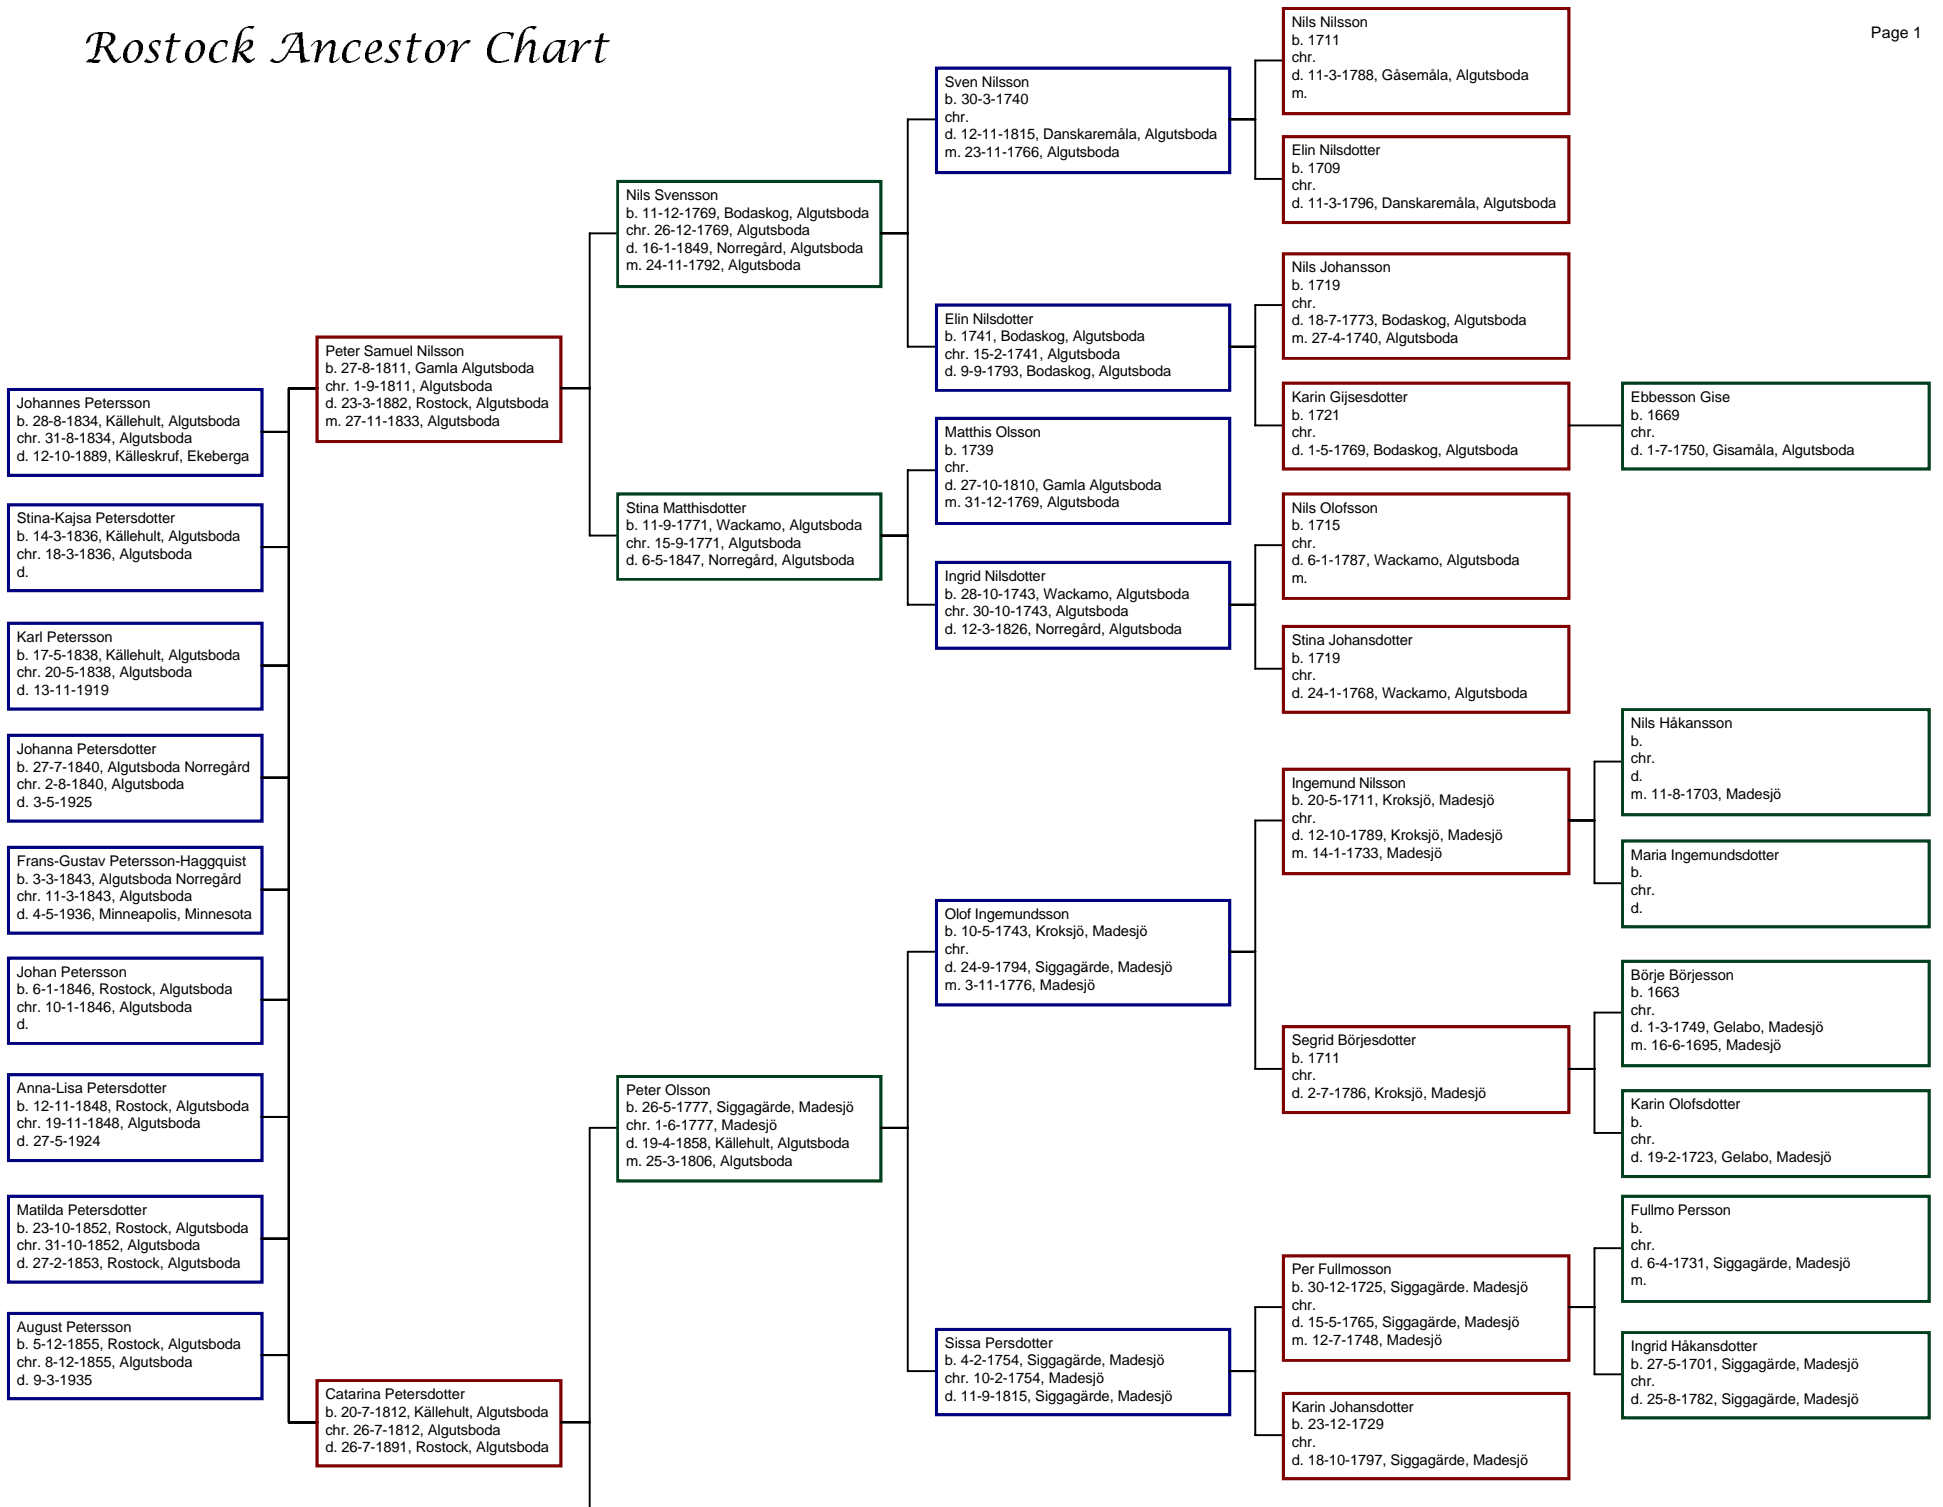 Rostock Ancestor Chart
Page 1
Johannes Petersson
b. 28-8-1834, Källehult, Algutsboda
chr. 31-8-1834, Algutsboda
d. 12-10-1889, Källeskruf, Ekeberga
Stina-Kajsa Petersdotter
b. 14-3-1836, Källehult, Algutsboda
chr. 18-3-1836, Algutsboda
d.
Karl Petersson
b. 17-5-1838, Källehult, Algutsboda
chr. 20-5-1838, Algutsboda
d. 13-11-1919
Johanna Petersdotter
b. 27-7-1840, Algutsboda Norregård
chr. 2-8-1840, Algutsboda
d. 3-5-1925
Frans-Gustav Petersson-Haggquist
b. 3-3-1843, Algutsboda Norregård
chr. 11-3-1843, Algutsboda
d. 4-5-1936, Minneapolis, Minnesota
Johan Petersson
b. 6-1-1846, Rostock, Algutsboda
chr. 10-1-1846, Algutsboda
d.
Anna-Lisa Petersdotter
b. 12-11-1848, Rostock, Algutsboda
chr. 19-11-1848, Algutsboda
d. 27-5-1924
Matilda Petersdotter
b. 23-10-1852, Rostock, Algutsboda
chr. 31-10-1852, Algutsboda
d. 27-2-1853, Rostock, Algutsboda
August Petersson
b. 5-12-1855, Rostock, Algutsboda
chr. 8-12-1855, Algutsboda
d. 9-3-1935
Peter Samuel Nilsson
b. 27-8-1811, Gamla Algutsboda
chr. 1-9-1811, Algutsboda
d. 23-3-1882, Rostock, Algutsboda
m. 27-11-1833, Algutsboda
Catarina Petersdotter
b. 20-7-1812, Källehult, Algutsboda
chr. 26-7-1812, Algutsboda
d. 26-7-1891, Rostock, Algutsboda
Nils Svensson
b. 11-12-1769, Bodaskog, Algutsboda
chr. 26-12-1769, Algutsboda
d. 16-1-1849, Norregård, Algutsboda
m. 24-11-1792, Algutsboda
Stina Matthisdotter
b. 11-9-1771, Wackamo, Algutsboda
chr. 15-9-1771, Algutsboda
d. 6-5-1847, Norregård, Algutsboda
Peter Olsson
b. 26-5-1777, Siggagärde, Madesjö
chr. 1-6-1777, Madesjö
d. 19-4-1858, Källehult, Algutsboda
m. 25-3-1806, Algutsboda
Sven Nilsson
b. 30-3-1740
chr.
d. 12-11-1815, Danskaremåla, Algutsboda
m. 23-11-1766, Algutsboda
Elin Nilsdotter
b. 1741, Bodaskog, Algutsboda
chr. 15-2-1741, Algutsboda
d. 9-9-1793, Bodaskog, Algutsboda
Matthis Olsson
b. 1739
chr.
d. 27-10-1810, Gamla Algutsboda
m. 31-12-1769, Algutsboda
Ingrid Nilsdotter
b. 28-10-1743, Wackamo, Algutsboda
chr. 30-10-1743, Algutsboda
d. 12-3-1826, Norregård, Algutsboda
Olof Ingemundsson
b. 10-5-1743, Kroksjö, Madesjö
chr.
d. 24-9-1794, Siggagärde, Madesjö
m. 3-11-1776, Madesjö
Sissa Persdotter
b. 4-2-1754, Siggagärde, Madesjö
chr. 10-2-1754, Madesjö
d. 11-9-1815, Siggagärde, Madesjö
Nils Nilsson
b. 1711
chr.
d. 11-3-1788, Gåsemåla, Algutsboda
m.
Elin Nilsdotter
b. 1709
chr.
d. 11-3-1796, Danskaremåla, Algutsboda
Nils Johansson
b. 1719
chr.
d. 18-7-1773, Bodaskog, Algutsboda
m. 27-4-1740, Algutsboda
Karin Gijsesdotter
b. 1721
chr.
d. 1-5-1769, Bodaskog, Algutsboda
Nils Olofsson
b. 1715
chr.
d. 6-1-1787, Wackamo, Algutsboda
m.
Stina Johansdotter
b. 1719
chr.
d. 24-1-1768, Wackamo, Algutsboda
Ingemund Nilsson
b. 20-5-1711, Kroksjö, Madesjö
chr.
d. 12-10-1789, Kroksjö, Madesjö
m. 14-1-1733, Madesjö
Segrid Börjesdotter
b. 1711
chr.
d. 2-7-1786, Kroksjö, Madesjö
Per Fullmosson
b. 30-12-1725, Siggagärde. Madesjö
chr.
d. 15-5-1765, Siggagärde, Madesjö
m. 12-7-1748, Madesjö
Karin Johansdotter
b. 23-12-1729
chr.
d. 18-10-1797, Siggagärde, Madesjö
Ebbesson Gise
b. 1669
chr.
d. 1-7-1750, Gisamåla, Algutsboda
Nils Håkansson
b.
chr.
d.
m. 11-8-1703, Madesjö
Maria Ingemundsdotter
b.
chr.
d.
Börje Börjesson
b. 1663
chr.
d. 1-3-1749, Gelabo, Madesjö
m. 16-6-1695, Madesjö
Karin Olofsdotter
b.
chr.
d. 19-2-1723, Gelabo, Madesjö
Fullmo Persson
b.
chr.
d. 6-4-1731, Siggagärde, Madesjö
m.
Ingrid Håkansdotter
b. 27-5-1701, Siggagärde, Madesjö
chr.
d. 25-8-1782, Siggagärde, Madesjö